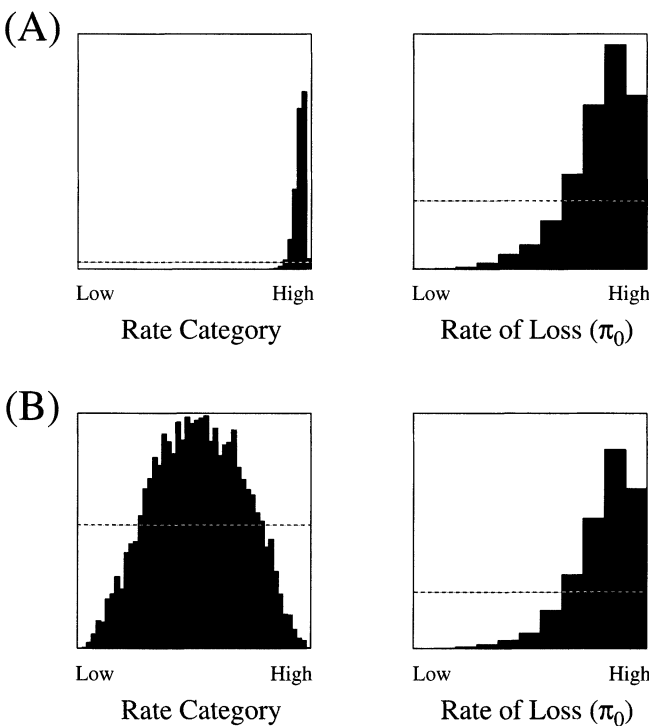 (A)
Low High Low High
Rate Category Rate of Loss (π₀)
(B)
Low High Low High
Rate Category Rate of Loss (π₀)